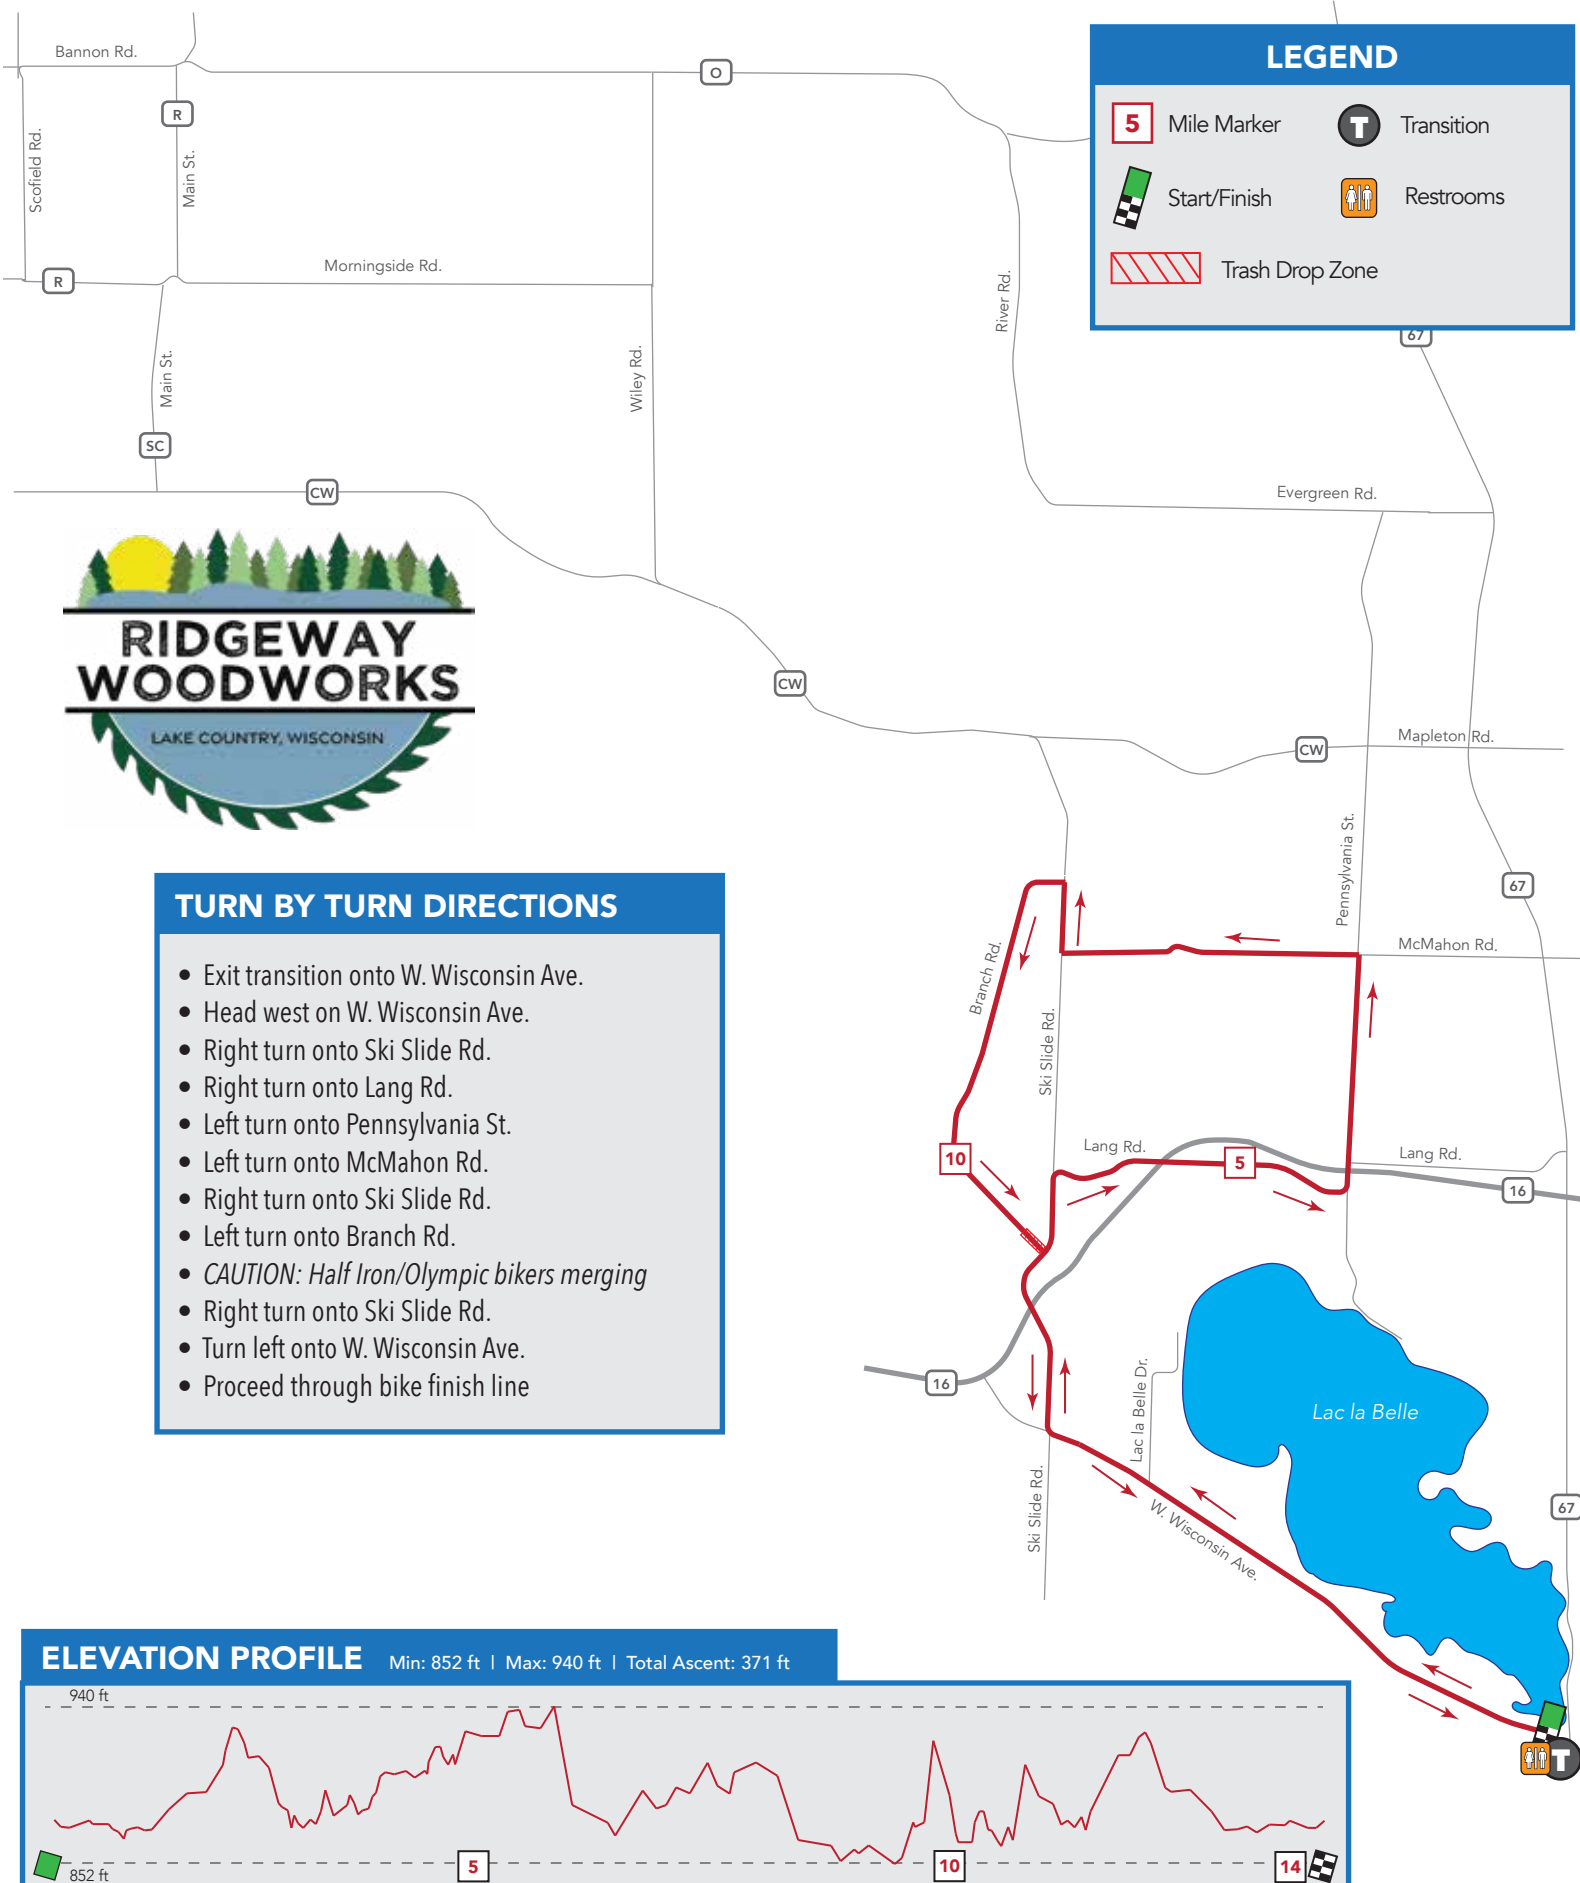 Bannon Rd.
O
R
Scofield Rd.
Main St.
R
Morningside Rd.
Main St.
SC
CW
Wiley Rd.
River Rd.
LEGEND
5 Mile Marker
T Transition
Start/Finish
Restrooms
Trash Drop Zone
67
Evergreen Rd.
RIDGEWAY
WOODWORKS
LAKE COUNTRY, WISCONSIN
CW
CW
Mapleton Rd.
Pennsylvania St.
67
McMahon Rd.
Branch Rd.
Ski Slide Rd.
10
Lang Rd.
5
Lang Rd.
16
16
Lac la Belle Dr.
Lac la Belle
Ski Slide Rd.
W. Wisconsin Ave.
67
T
TURN BY TURN DIRECTIONS
• Exit transition onto W. Wisconsin Ave.
• Head west on W. Wisconsin Ave.
• Right turn onto Ski Slide Rd.
• Right turn onto Lang Rd.
• Left turn onto Pennsylvania St.
• Left turn onto McMahon Rd.
• Right turn onto Ski Slide Rd.
• Left turn onto Branch Rd.
• CAUTION: Half Iron/Olympic bikers merging
• Right turn onto Ski Slide Rd.
• Turn left onto W. Wisconsin Ave.
• Proceed through bike finish line
ELEVATION PROFILE Min: 852 ft | Max: 940 ft | Total Ascent: 371 ft
940 ft
852 ft
5
10
14